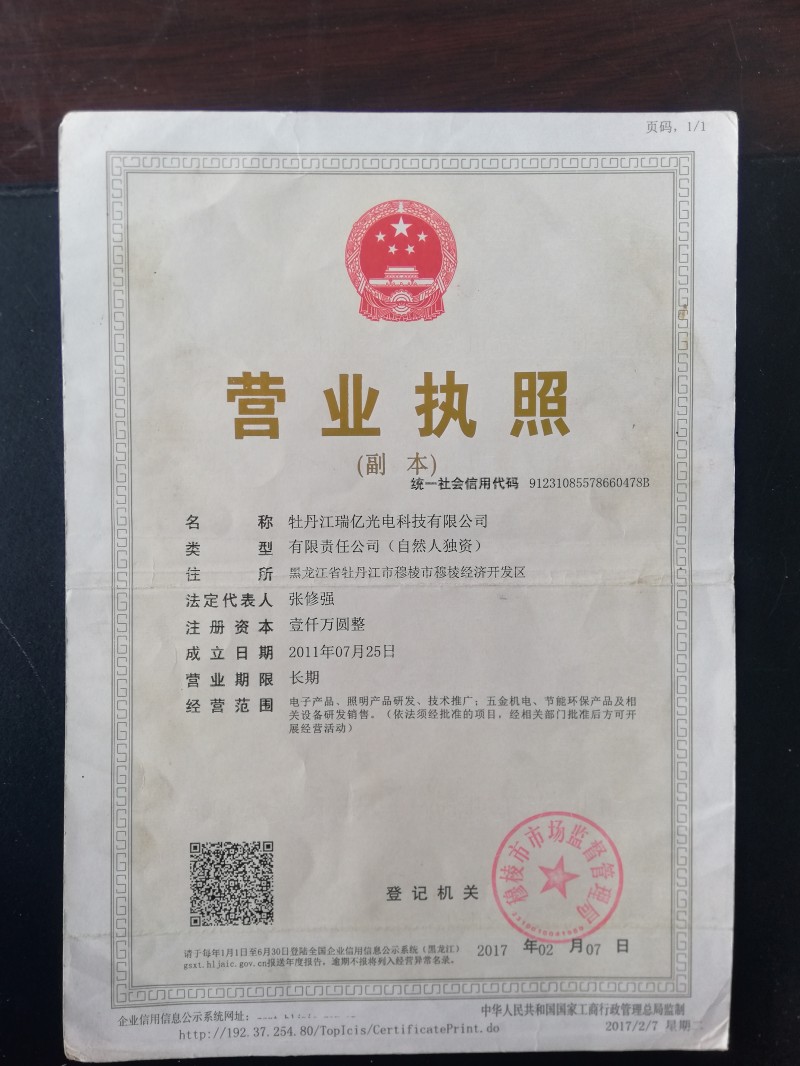 页码，1/1
营业执照
(副 本)
统一社会信用代码 91231085578660478B
名称 牡丹江瑞亿光电科技有限公司
类型 有限责任公司（自然人独资）
住所 黑龙江省牡丹江市穆棱市穆棱经济开发区
法定代表人 张修强
注册资本 壹仟万圆整
成立日期 2011年07月25日
营业期限 长期
经营范围 电子产品、照明产品研发、技术推广；五金机电、节能环保产品及相
关设备研发销售。（依法须经批准的项目，经相关部门批准后方可开
展经营活动）
穆棱市市场监督管理局
登记机关
请于每年1月1日至6月30日登陆全国企业信用信息公示系统（黑龙江）
gsxt.hljaic.gov.cn报送年度报告，逾期不报将列入经营异常名录。
2017 年02 月07 日
企业信用信息公示系统网址：
中华人民共和国国家工商行政管理总局监制
http://192.37.254.80/TopIcis/CertificatePrint.do
2017/2/7 星期二